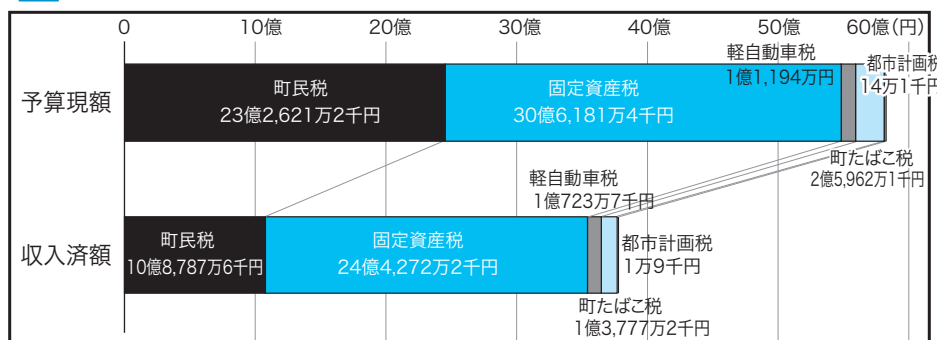 0 10億 20億 30億 40億 50億 60億(円)
予算現額
町民税
23億2,621万2千円
固定資産税
30億6,181万4千円
軽自動車税
1億1,194万円
都市計画税
14万1千円
町たばこ税
2億5,962万1千円
収入済額
町民税
10億8,787万6千円
固定資産税
24億4,272万2千円
軽自動車税
1億723万7千円
都市計画税
1万9千円
町たばこ税
1億3,777万2千円